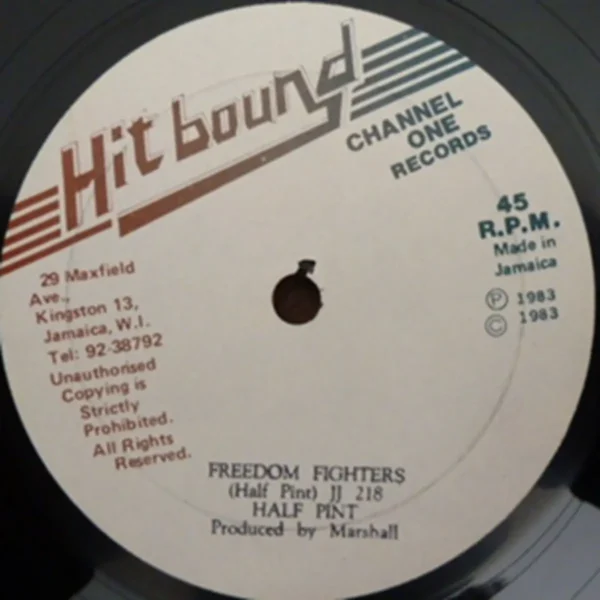 Hit bound
CHANNEL
ONE
RECORDS
45
R.P.M.
Made in
Jamaica
Ⓟ 1983
© 1983
29 Maxfield
Ave.,
Kingston 13,
Jamaica, W.I.
Tel: 92-38792
Unauthorised
Copying is
Strictly
Prohibited.
All Rights
Reserved.
FREEDOM FIGHTERS
(Half Pint) JJ 218
HALF PINT
Produced by Marshall